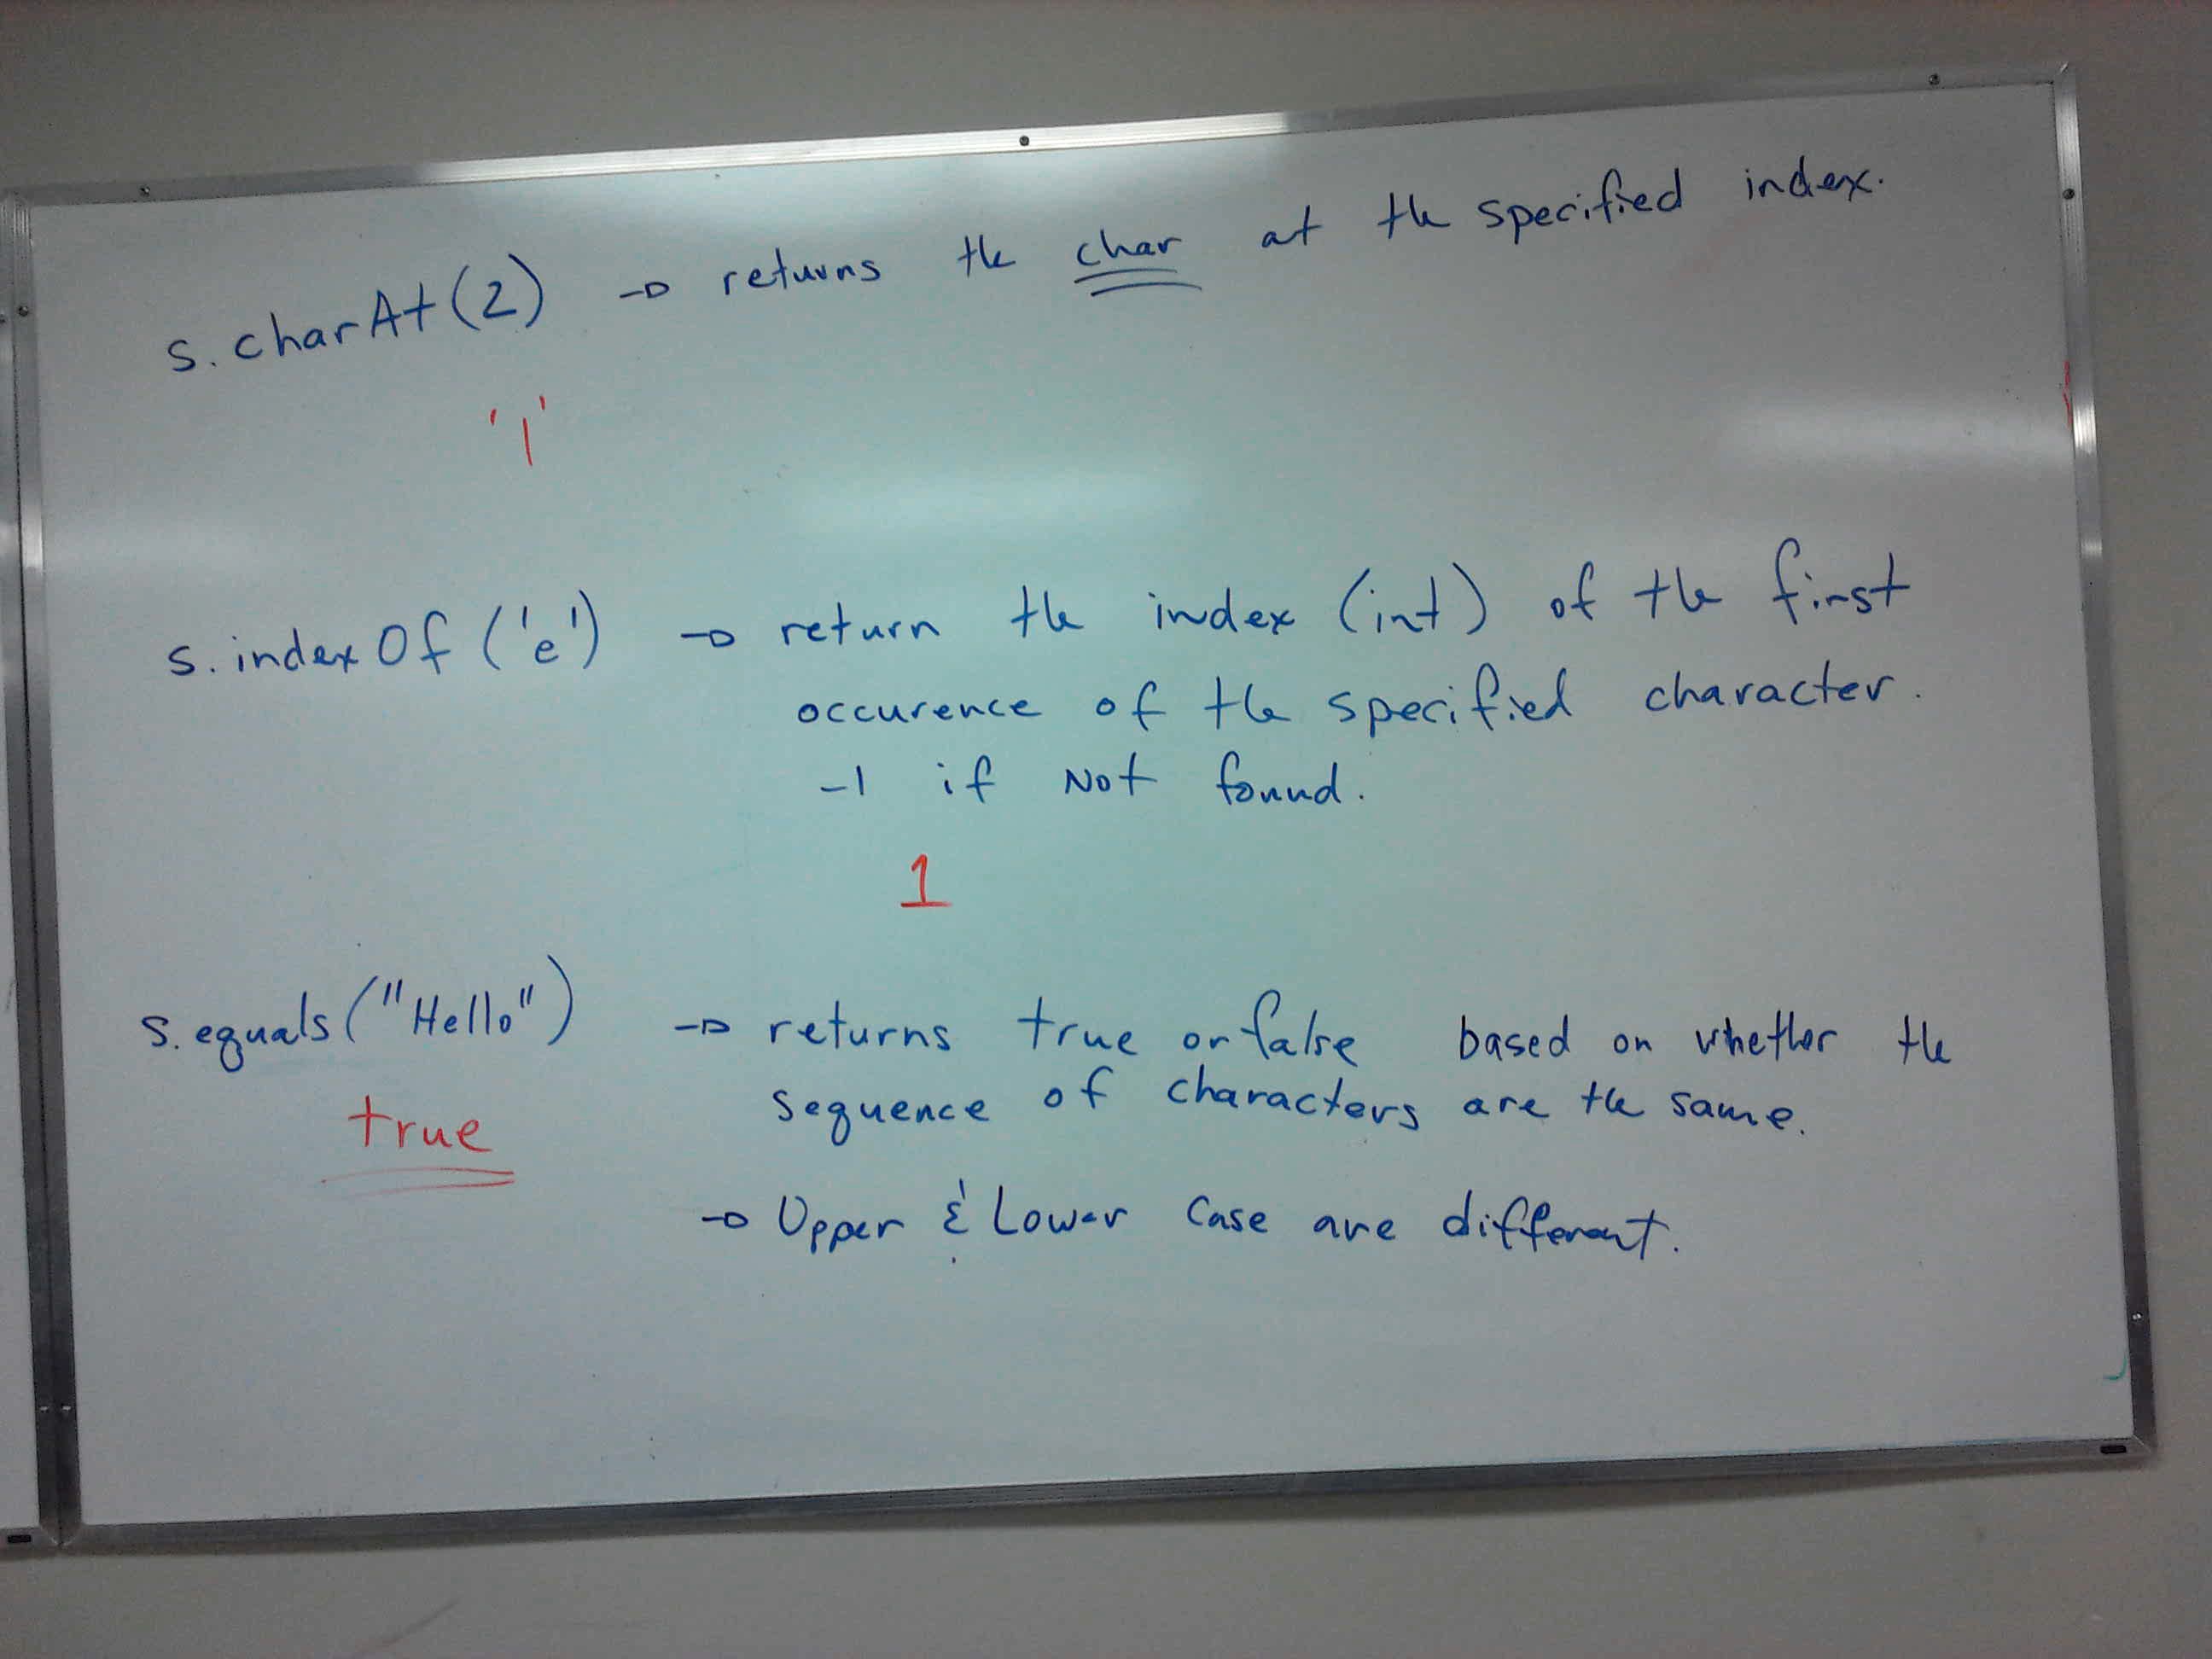 s.charAt(2) → returns the char at the specified index.
'l'
s.indexOf('e') → return the index (int) of the first
occurence of the specified character.
-1 if Not found.
1
s.equals("Hello") → returns true or false based on whether the
true sequence of characters are the same.
→ Upper & Lower Case are different.